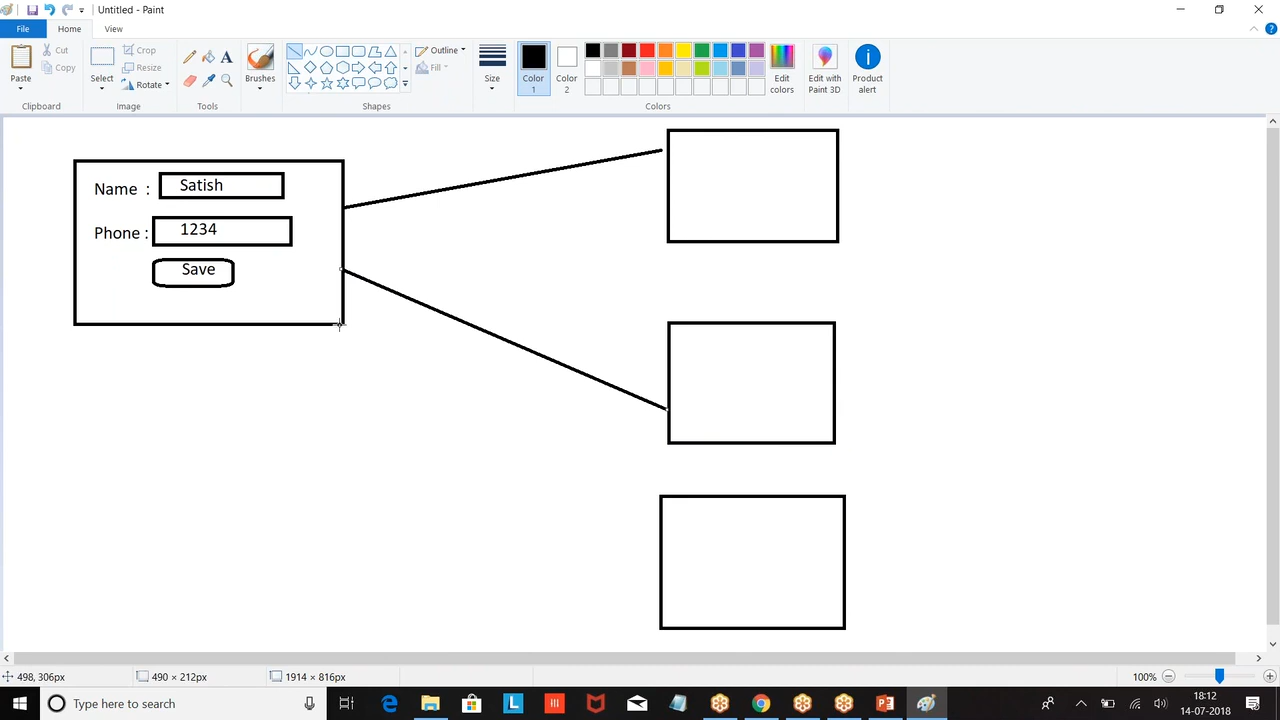 Untitled - Paint
File
Home
View
Paste
Cut
Copy
Clipboard
Select
Crop
Resize
Rotate
Image
A
Tools
Brushes
Outline
Fill
Shapes
Size
Color 1
Color 2
Edit colors
Colors
Edit with Paint 3D
Product alert
Name :
Satish
Phone :
1234
Save
498, 306px
490 × 212px
1914 × 816px
100%
Type here to search
18:12
14-07-2018